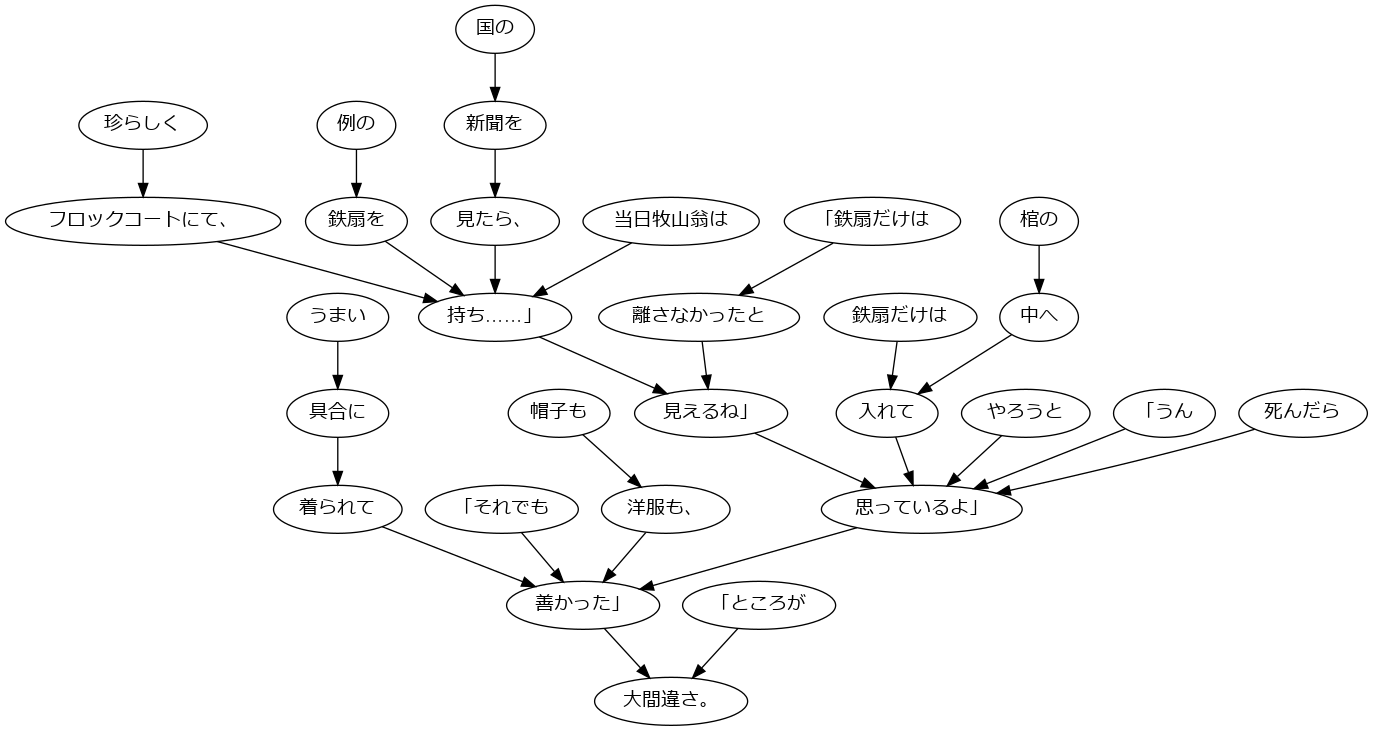 国の
珍らしく
例の
新聞を
フロックコートにて、
鉄扇を
見たら、
当日牧山翁は
「鉄扇だけは
棺の
うまい
持ち……」
離さなかったと
鉄扇だけは
中へ
具合に
帽子も
見えるね」
入れて
やろうと
「うん
死んだら
着られて
「それでも
洋服も、
思っているよ」
善かった」
「ところが
大間違さ。